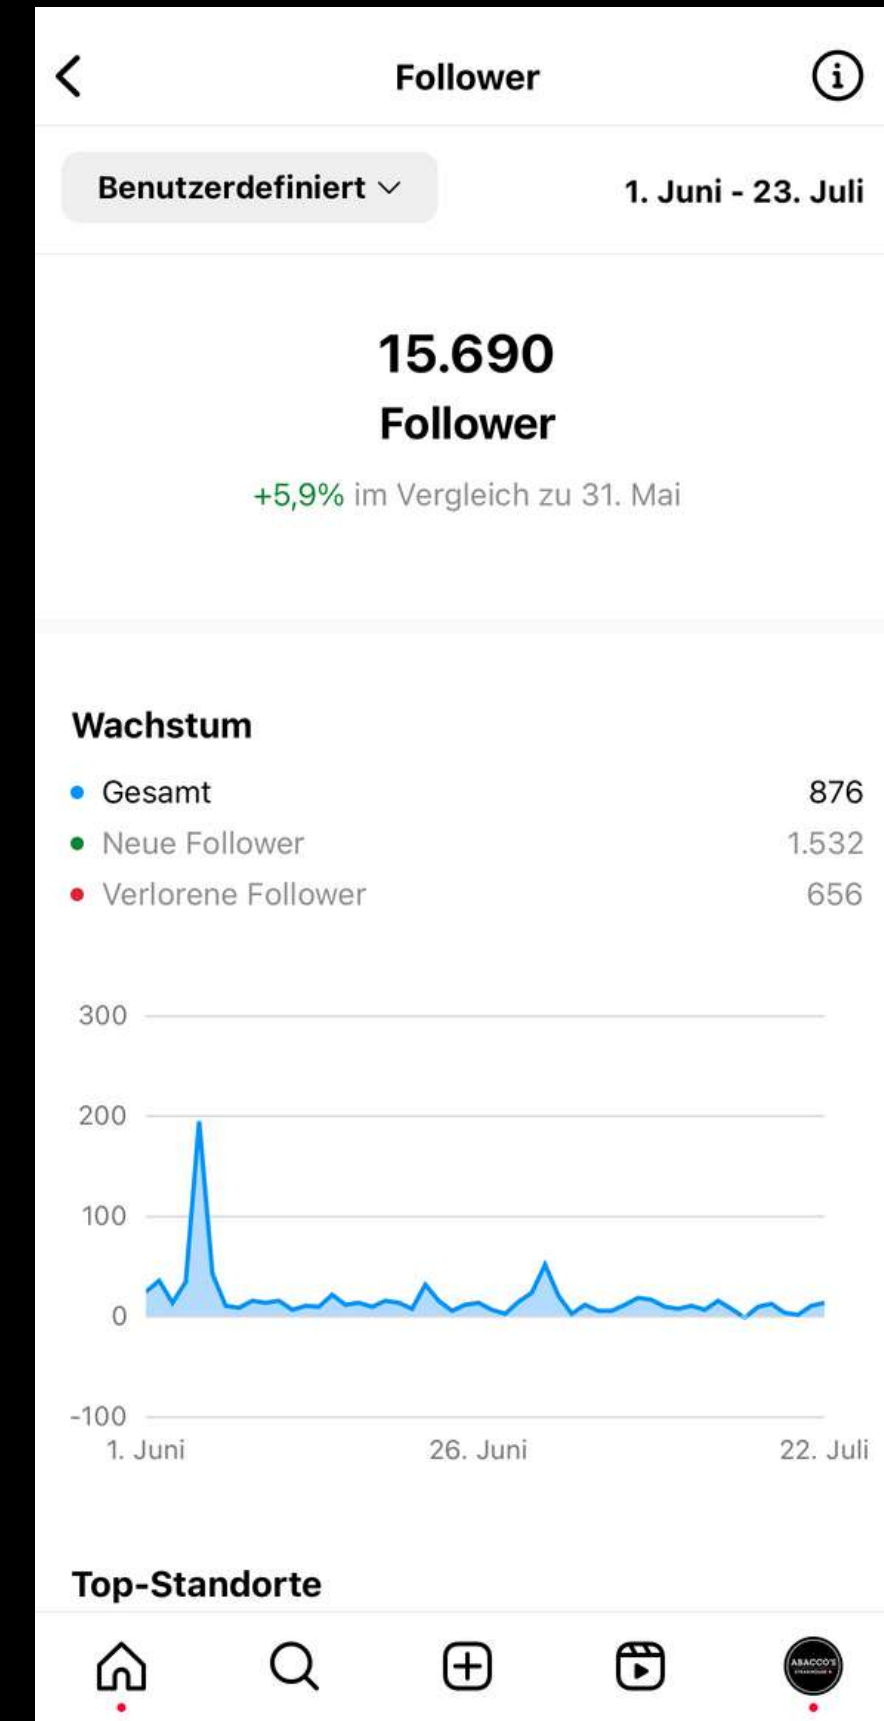 Follower
Benutzerdefiniert
1. Juni - 23. Juli
15.690
Follower
+5,9% im Vergleich zu 31. Mai
Wachstum
Gesamt 876
Neue Follower 1.532
Verlorene Follower 656
300
200
100
0
-100
1. Juni 26. Juni 22. Juli
Top-Standorte
ABACCO'S
STEAKHOUSE